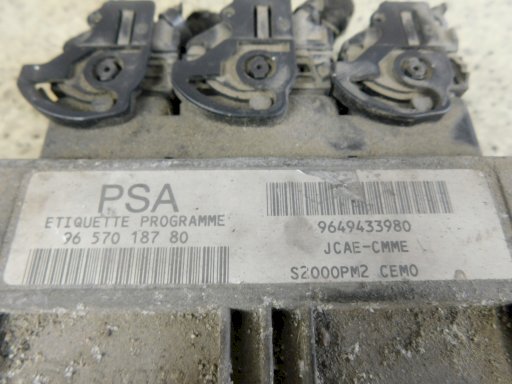 PSA
ETIQUETTE PROGRAMME
96 570 187 80
9649433980
JCAE-CMME
S2000PM2 CEMO